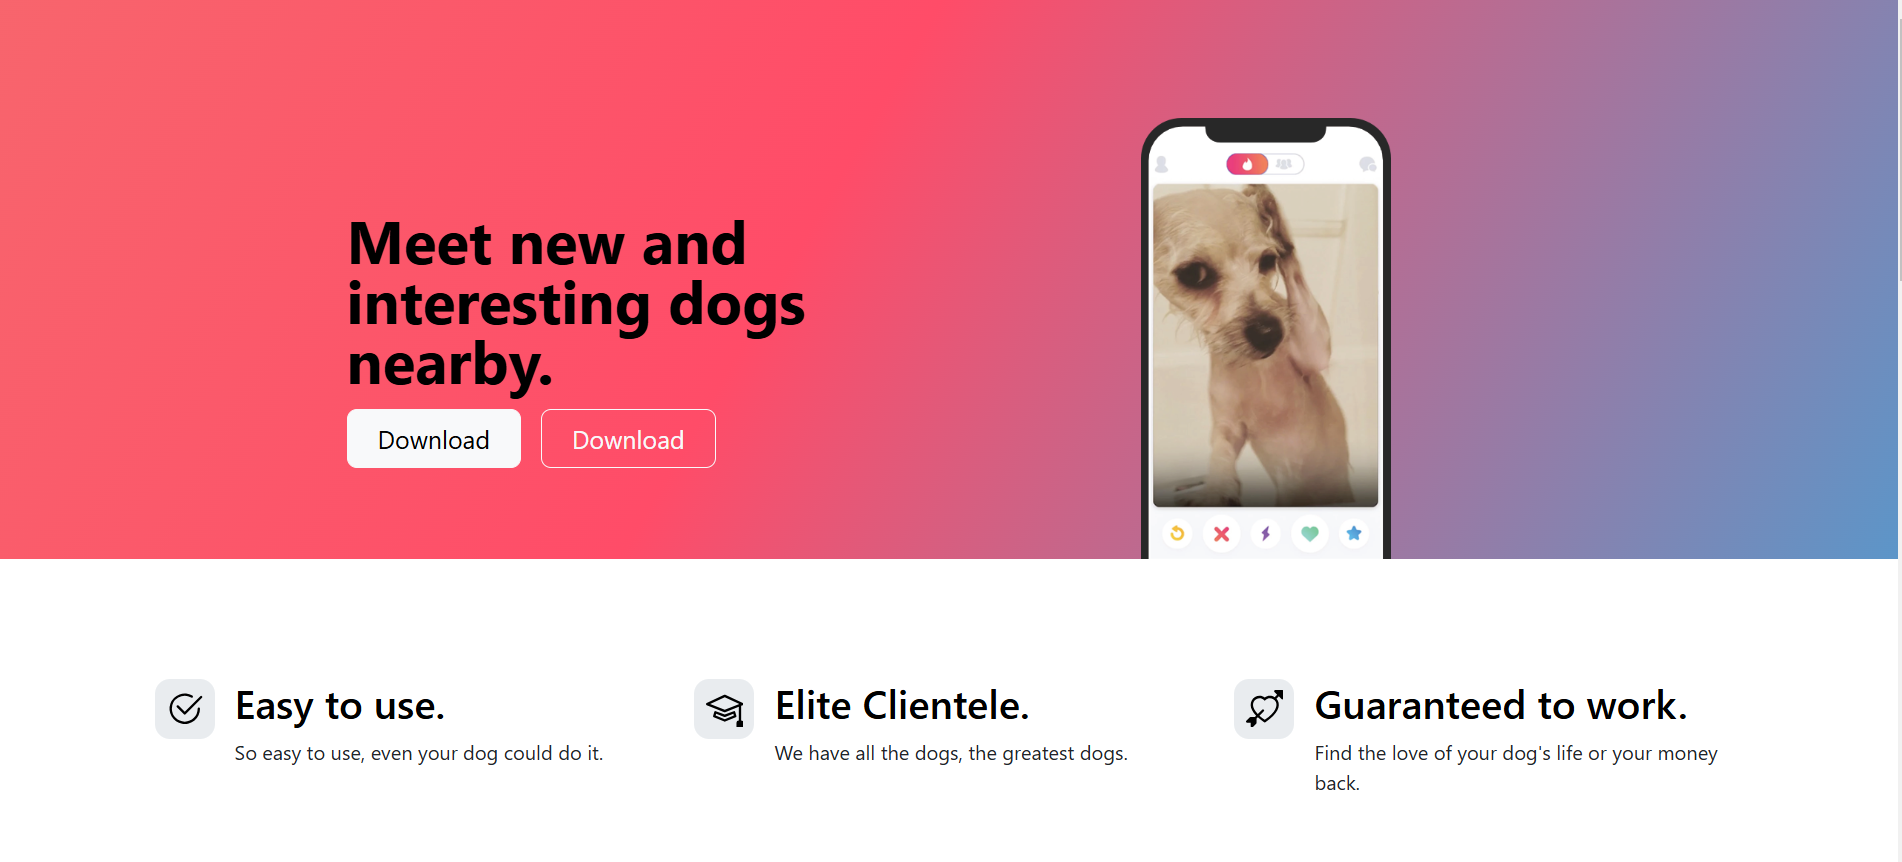 Meet new and
interesting dogs
nearby.
Download
Download
Easy to use.
So easy to use, even your dog could do it.
Elite Clientele.
We have all the dogs, the greatest dogs.
Guaranteed to work.
Find the love of your dog's life or your money
back.